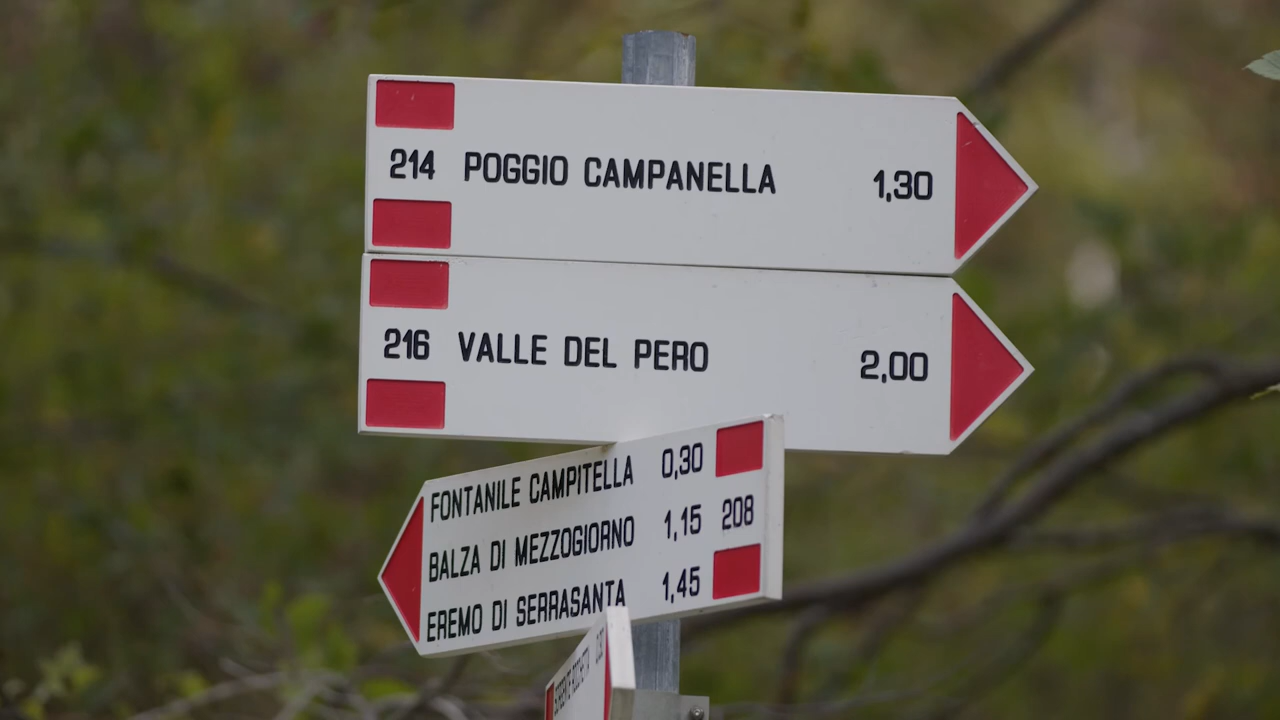 214 POGGIO CAMPANELLA 1,30
216 VALLE DEL PERO 2,00
FONTANILE CAMPITELLA 0,30
BALZA DI MEZZOGIORNO 1,15 208
EREMO DI SERRASANTA 1,45